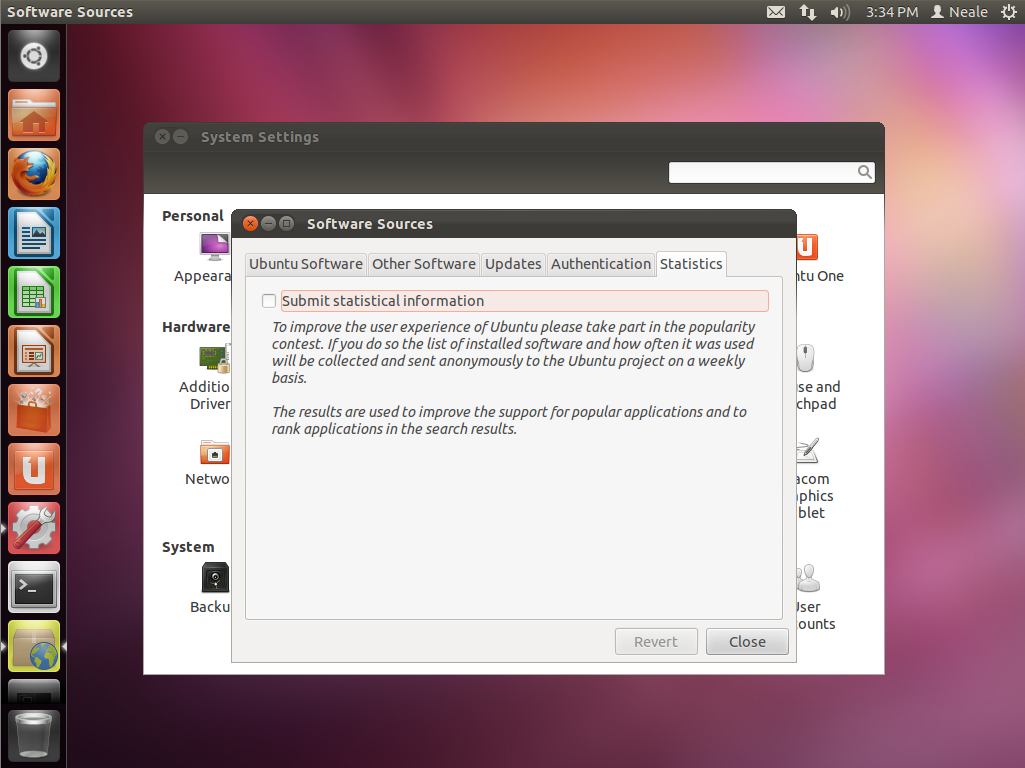 Software Sources
3:34 PM Neale
System Settings
Personal
Software Sources
Ubuntu Software Other Software Updates Authentication Statistics
Appeara
ntu One
Submit statistical information
Hardware
To improve the user experience of Ubuntu please take part in the popularity
contest. If you do so the list of installed software and how often it was used
will be collected and sent anonymously to the Ubuntu project on a weekly
basis.
Addition
Driver
use and
chpad
The results are used to improve the support for popular applications and to
rank applications in the search results.
Netwo
acom
phics
blet
System
Backu
User
counts
Revert Close